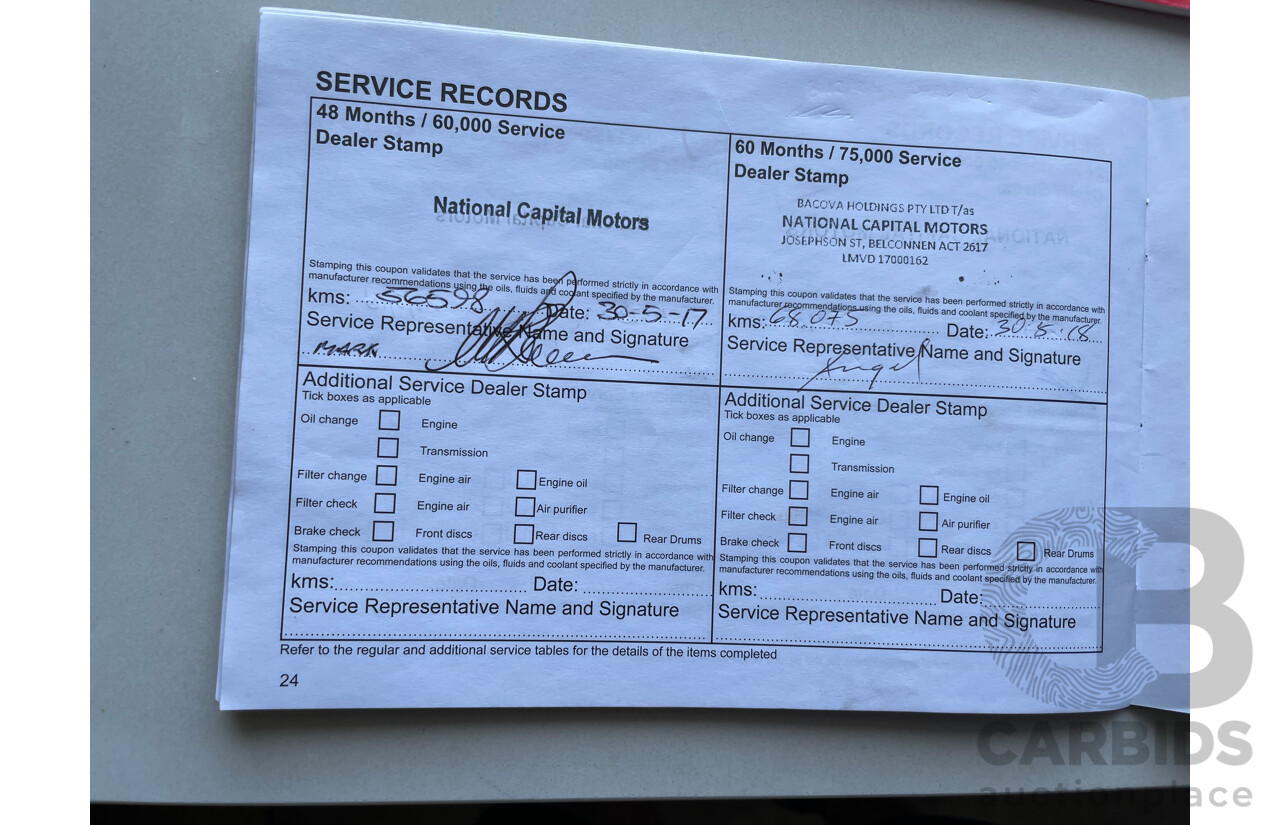 SERVICE RECORDS
48 Months / 60,000 Service
Dealer Stamp
National Capital Motors
Stamping this coupon validates that the service has been performed strictly in accordance with
manufacturer recommendations using the oils, fluids and coolant specified by the manufacturer.
kms: 56598 Date: 30-5-17
Service Representative Name and Signature
MARK
Additional Service Dealer Stamp
Tick boxes as applicable
Oil change Engine
Transmission
Filter change Engine air Engine oil
Filter check Engine air Air purifier
Brake check Front discs Rear discs Rear Drums
Stamping this coupon validates that the service has been performed strictly in accordance with
manufacturer recommendations using the oils, fluids and coolant specified by the manufacturer.
kms: Date:
Service Representative Name and Signature
60 Months / 75,000 Service
Dealer Stamp
BACOVA HOLDINGS PTY LTD T/as
NATIONAL CAPITAL MOTORS
JOSEPHSON ST, BELCONNEN ACT 2617
LMVD 17000162
Stamping this coupon validates that the service has been performed strictly in accordance with
manufacturer recommendations using the oils, fluids and coolant specified by the manufacturer.
kms: 68,075 Date: 30.5.18
Service Representative Name and Signature
Angel
Additional Service Dealer Stamp
Tick boxes as applicable
Oil change Engine
Transmission
Filter change Engine air Engine oil
Filter check Engine air Air purifier
Brake check Front discs Rear discs Rear Drums
Stamping this coupon validates that the service has been performed strictly in accordance with
manufacturer recommendations using the oils, fluids and coolant specified by the manufacturer.
kms: Date:
Service Representative Name and Signature
Refer to the regular and additional service tables for the details of the items completed
24
CARBIDS
auctionplace